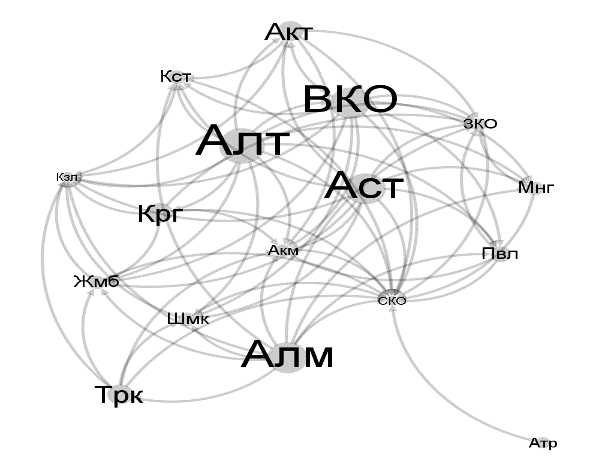 Акт
Кст
ВКО
ЗКО
Алт
Кзл
Аст
Мнг
Крг
Акм
Пвл
Жмб
СКО
Шмк
Алм
Трк
Атр